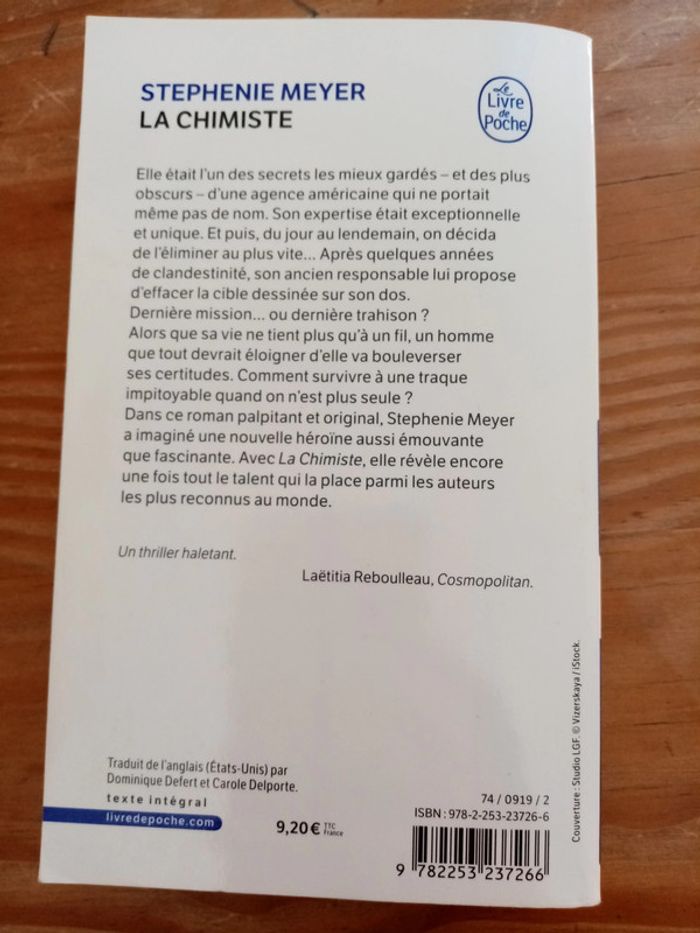 STEPHENIE MEYER
LA CHIMISTE
Le
Livre
de
Poche
Elle était l'un des secrets les mieux gardés – et des plus
obscurs – d'une agence américaine qui ne portait
même pas de nom. Son expertise était exceptionnelle
et unique. Et puis, du jour au lendemain, on décida
de l'éliminer au plus vite... Après quelques années
de clandestinité, son ancien responsable lui propose
d'effacer la cible dessinée sur son dos.
Dernière mission... ou dernière trahison ?
Alors que sa vie ne tient plus qu'à un fil, un homme
que tout devrait éloigner d'elle va bouleverser
ses certitudes. Comment survivre à une traque
impitoyable quand on n'est plus seule ?
Dans ce roman palpitant et original, Stephenie Meyer
a imaginé une nouvelle héroïne aussi émouvante
que fascinante. Avec La Chimiste, elle révèle encore
une fois tout le talent qui la place parmi les auteurs
les plus reconnus au monde.
Un thriller haletant.
Laëtitia Reboulleau, Cosmopolitan.
Traduit de l'anglais (États-Unis) par
Dominique Defert et Carole Delporte.
texte intégral
livredepoche.com
9,20 € TTC
France
74 / 0919 / 2
ISBN : 978-2-253-23726-6
9 782253 237266
Couverture : Studio LGF. © Vizerskaya / iStock.